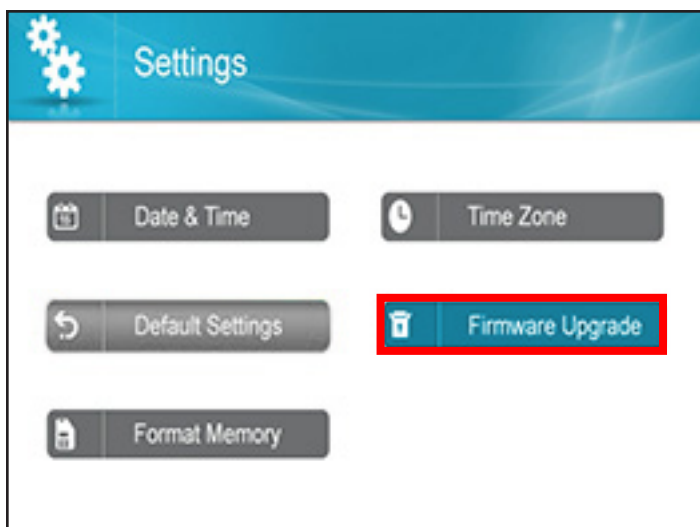 Settings
Date & Time
Time Zone
Default Settings
Firmware Upgrade
Format Memory